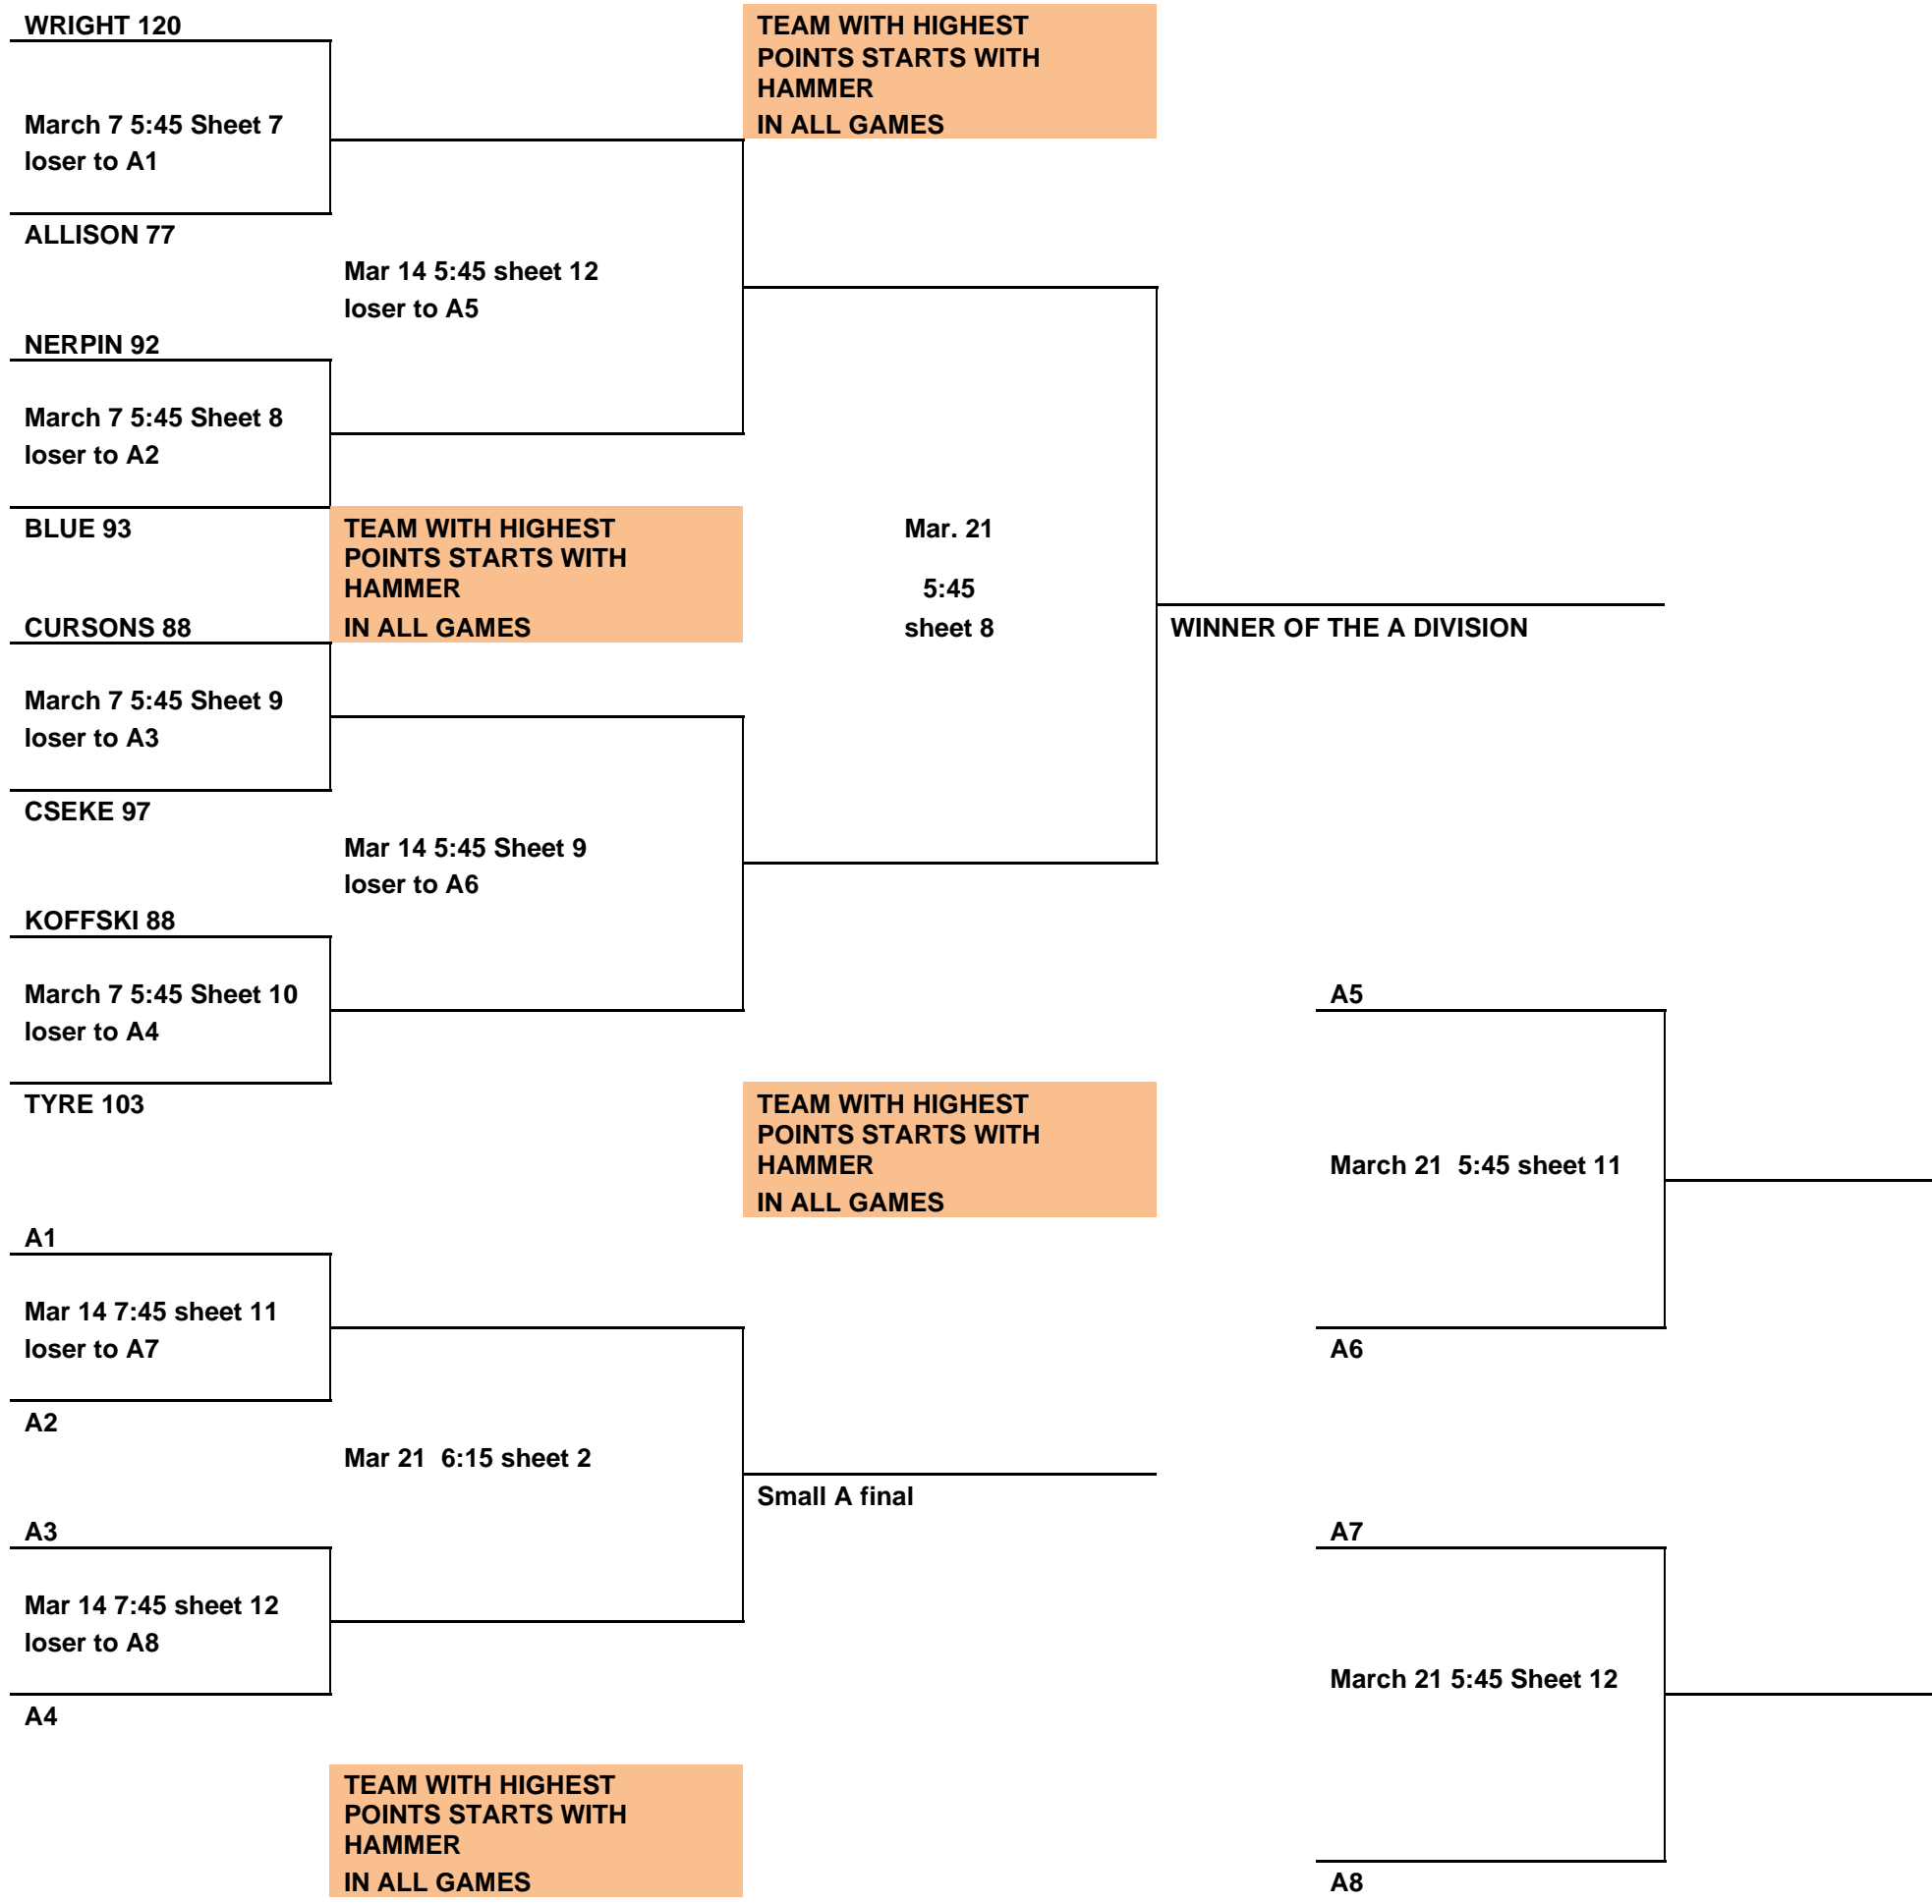 WRIGHT 120
TEAM WITH HIGHEST
POINTS STARTS WITH
HAMMER
IN ALL GAMES
March 7 5:45 Sheet 7
loser to A1
ALLISON 77
Mar 14 5:45 sheet 12
loser to A5
NERPIN 92
March 7 5:45 Sheet 8
loser to A2
BLUE 93
TEAM WITH HIGHEST
POINTS STARTS WITH
HAMMER
IN ALL GAMES
Mar. 21
5:45
sheet 8
CURSONS 88
WINNER OF THE A DIVISION
March 7 5:45 Sheet 9
loser to A3
CSEKE 97
Mar 14 5:45 Sheet 9
loser to A6
KOFFSKI 88
March 7 5:45 Sheet 10
loser to A4
TYRE 103
A5
March 21  5:45 sheet 11
A6
TEAM WITH HIGHEST
POINTS STARTS WITH
HAMMER
IN ALL GAMES
A1
Mar 14 7:45 sheet 11
loser to A7
A2
Mar 21  6:15 sheet 2
Small A final
A3
Mar 14 7:45 sheet 12
loser to A8
A4
A7
March 21 5:45 Sheet 12
A8
TEAM WITH HIGHEST
POINTS STARTS WITH
HAMMER
IN ALL GAMES